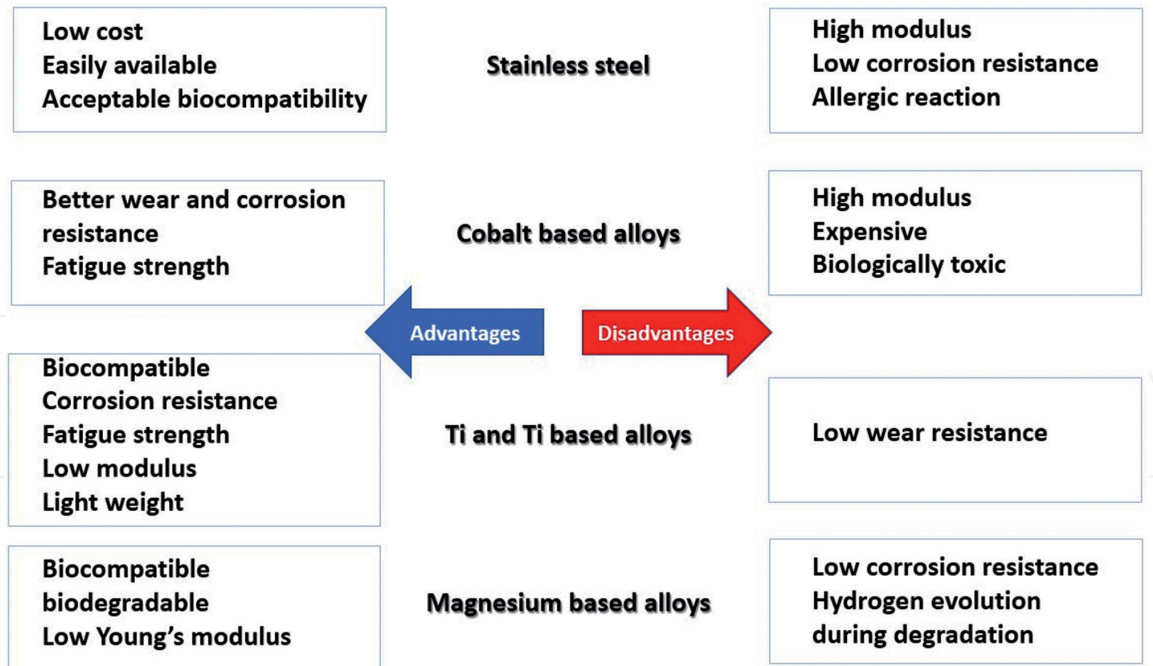 Low cost
Easily available
Acceptable biocompatibility
Stainless steel
High modulus
Low corrosion resistance
Allergic reaction
Better wear and corrosion
resistance
Fatigue strength
Cobalt based alloys
High modulus
Expensive
Biologically toxic
Advantages
Disadvantages
Biocompatible
Corrosion resistance
Fatigue strength
Low modulus
Light weight
Ti and Ti based alloys
Low wear resistance
Biocompatible
biodegradable
Low Young's modulus
Magnesium based alloys
Low corrosion resistance
Hydrogen evolution
during degradation